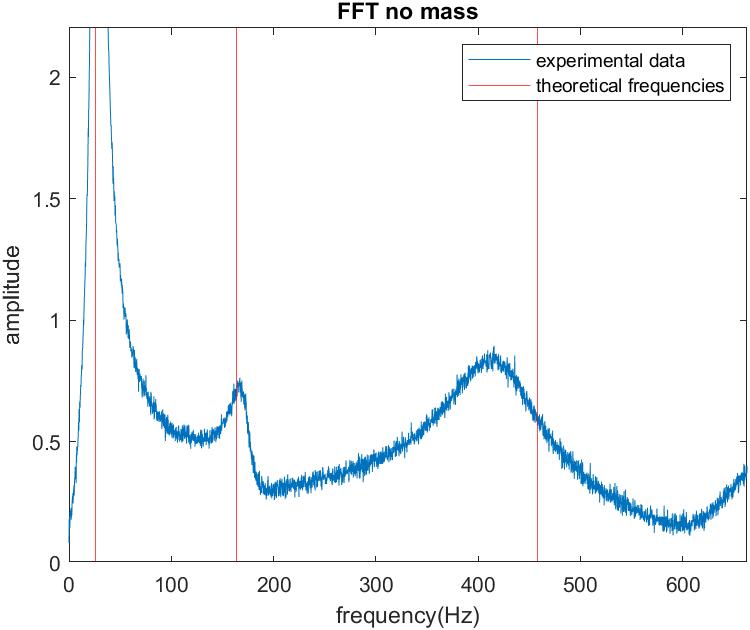 FFT no mass
experimental data
theoretical frequencies
amplitude
2
1.5
1
0.5
0
0 100 200 300 400 500 600
frequency(Hz)